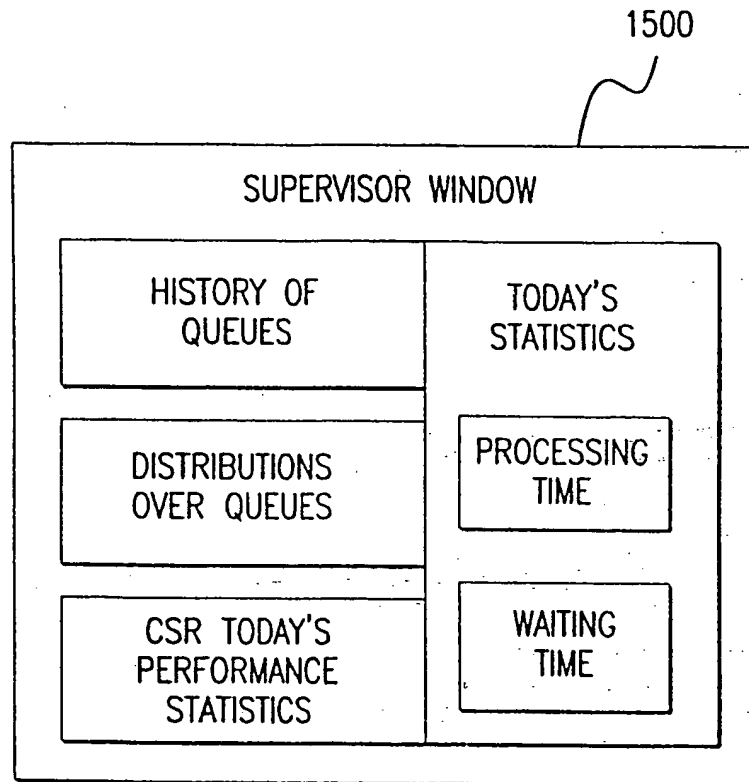 1500
SUPERVISOR WINDOW
HISTORY OF
QUEUES
DISTRIBUTIONS
OVER QUEUES
CSR TODAY'S
PERFORMANCE
STATISTICS
TODAY'S
STATISTICS
PROCESSING
TIME
WAITING
TIME